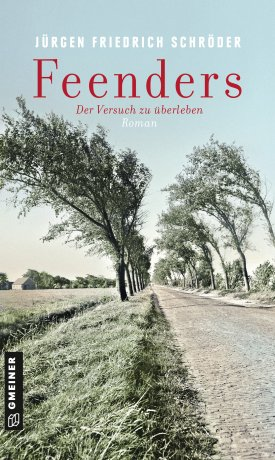 JÜRGEN FRIEDRICH SCHRÖDER
Feenders
Der Versuch zu überleben
Roman
GMEINER